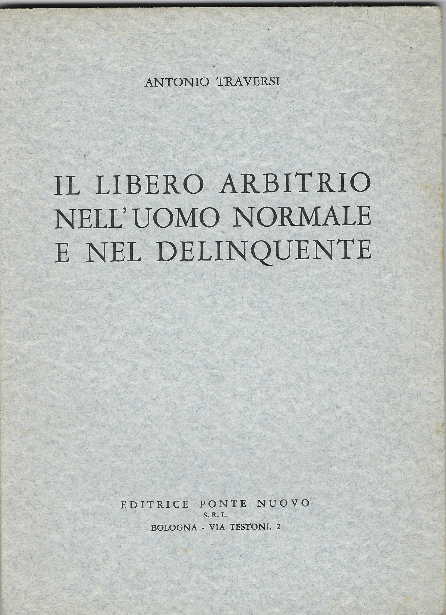 ANTONIO TRAVERSI
IL LIBERO ARBITRIO
NELL'UOMO NORMALE
E NEL DELINQUENTE
EDITRICE PONTE NUOVO
S.R.L.
BOLOGNA - VIA TESTONI, 2